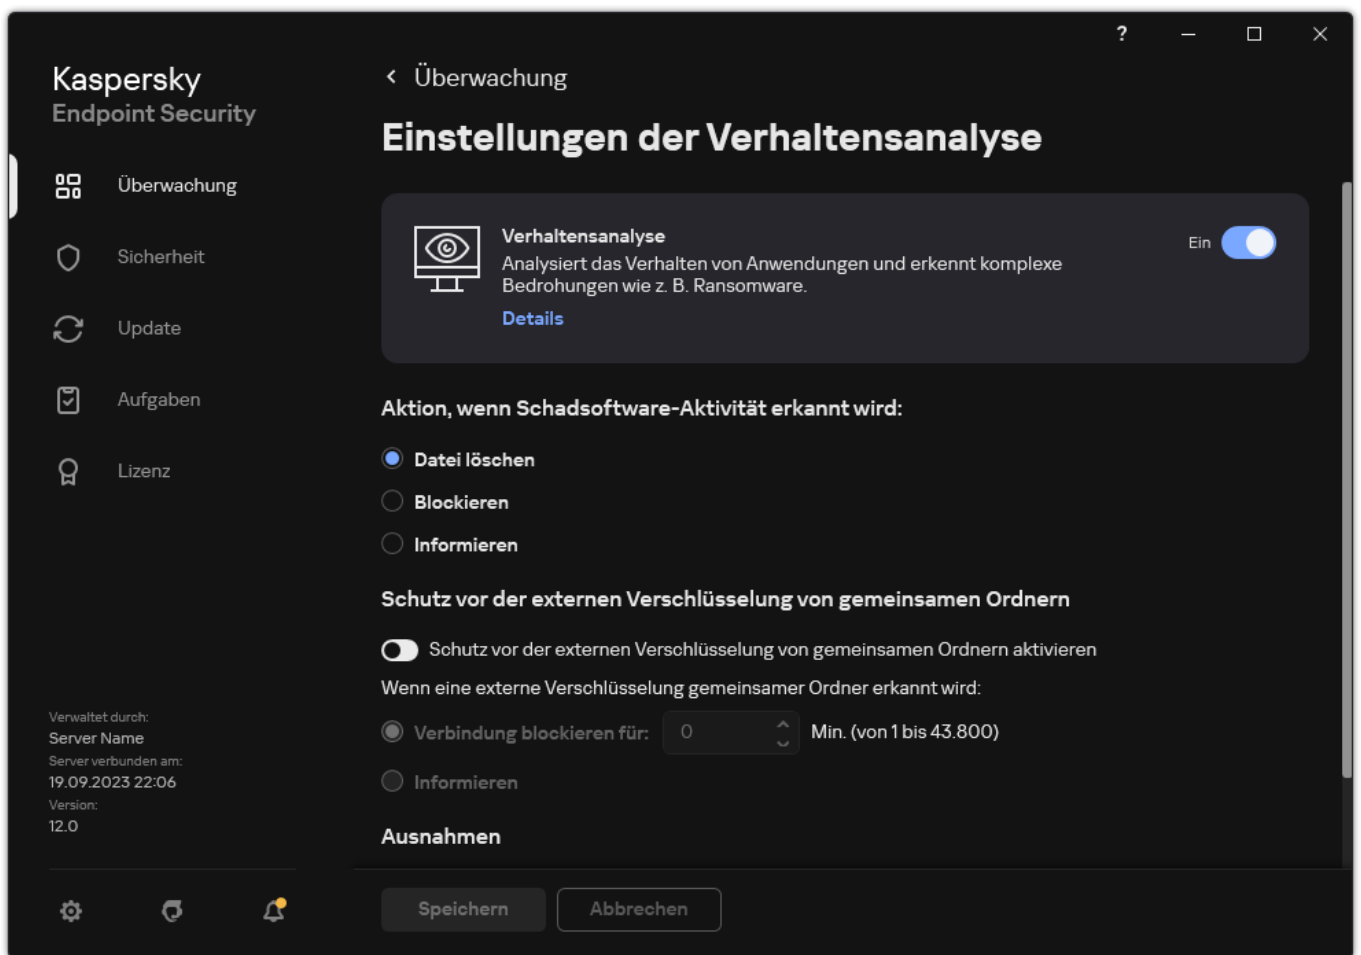 ?
Kaspersky
Endpoint Security
Überwachung
Sicherheit
Update
Aufgaben
Lizenz
Verwaltet durch:
Server Name
Server verbunden am:
19.09.2023 22:06
Version:
12.0
Überwachung
Einstellungen der Verhaltensanalyse
Verhaltensanalyse
Analysiert das Verhalten von Anwendungen und erkennt komplexe
Bedrohungen wie z. B. Ransomware.
Details
Ein
Aktion, wenn Schadsoftware-Aktivität erkannt wird:
Datei löschen
Blockieren
Informieren
Schutz vor der externen Verschlüsselung von gemeinsamen Ordnern
Schutz vor der externen Verschlüsselung von gemeinsamen Ordnern aktivieren
Wenn eine externe Verschlüsselung gemeinsamer Ordner erkannt wird:
Verbindung blockieren für: 0 Min. (von 1 bis 43.800)
Informieren
Ausnahmen
Speichern Abbrechen